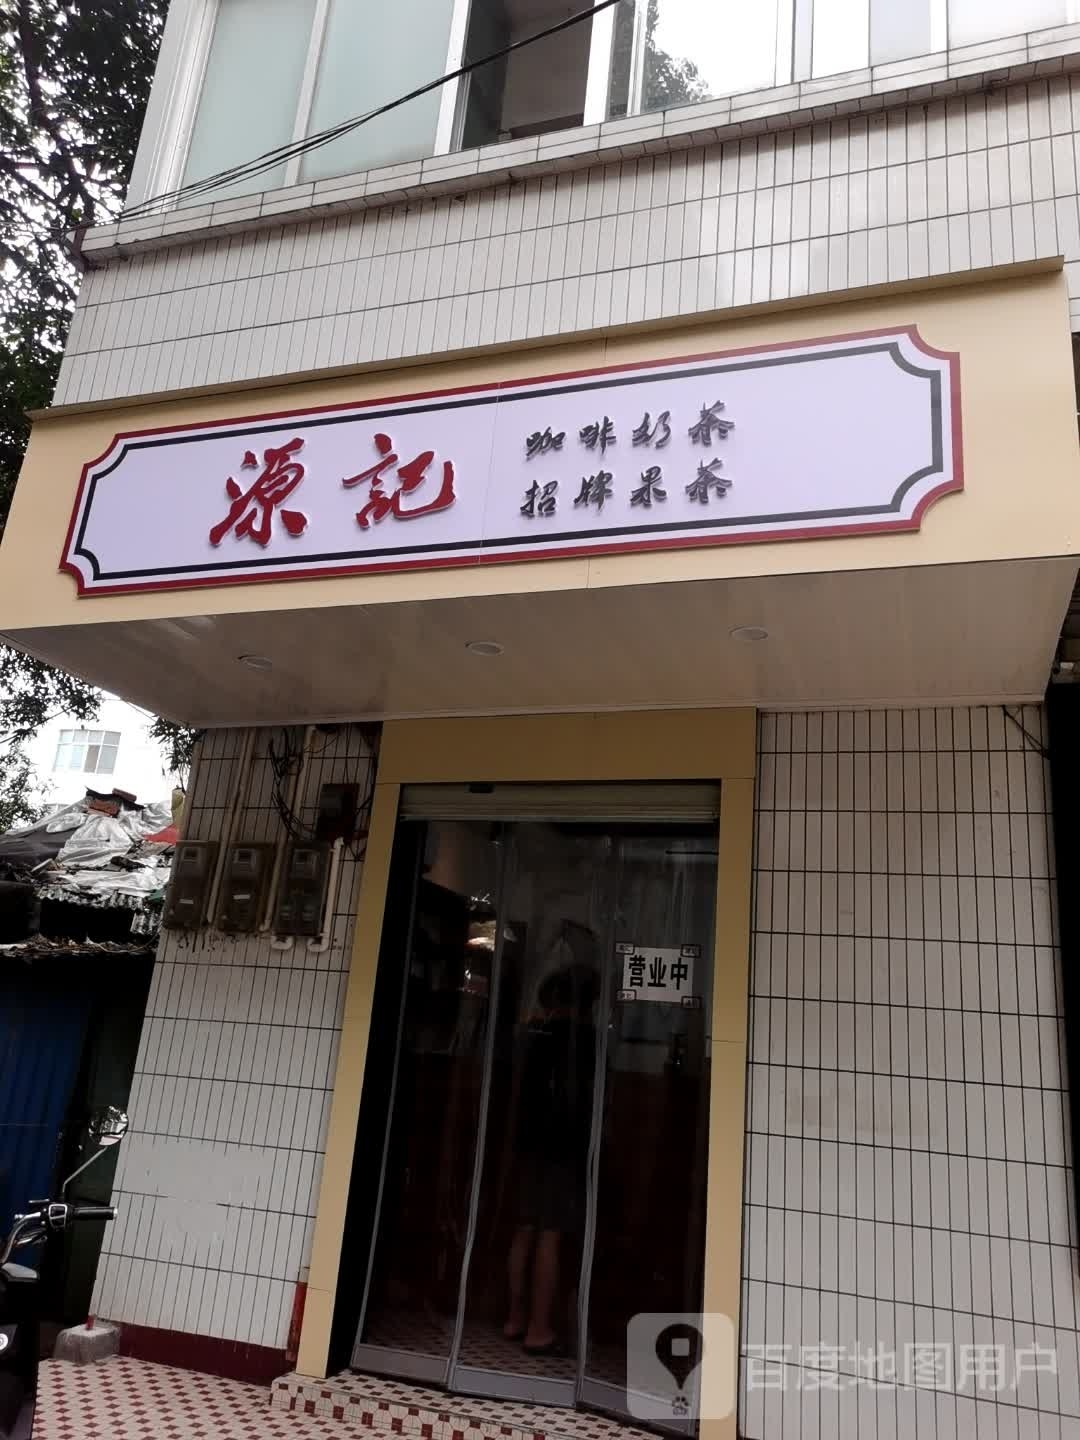 源記
咖啡奶茶
招牌果茶
营业中
百度地图用户